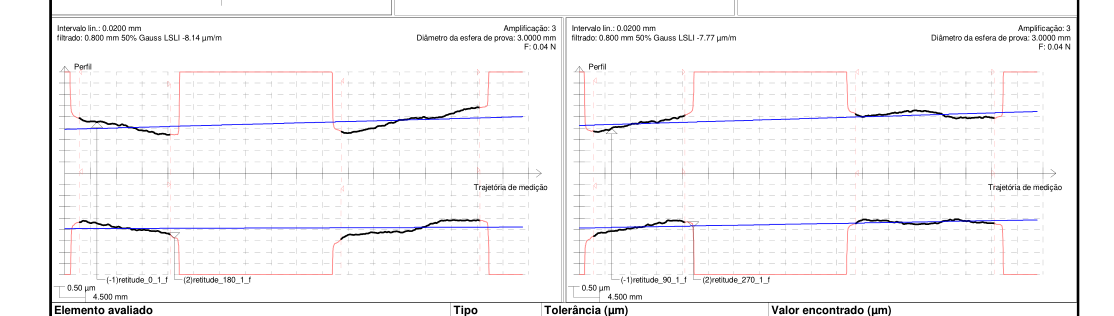 Intervalo lin.: 0.0200 mm
filtrado: 0.800 mm 50% Gauss LSLI -8.14 µm/m
Amplificação: 3
Diâmetro da esfera de prova: 3.0000 mm
F: 0.04 N
Perfil
Trajetória de medição
(-1)retitude_0_1_f
(2)retitude_180_1_f
0.50 µm
4.500 mm
Intervalo lin.: 0.0200 mm
filtrado: 0.800 mm 50% Gauss LSLI -7.77 µm/m
Amplificação: 3
Diâmetro da esfera de prova: 3.0000 mm
F: 0.04 N
Perfil
Trajetória de medição
(-1)retitude_90_1_f
(2)retitude_270_1_f
0.50 µm
4.500 mm
Elemento avaliado Tipo Tolerância (µm) Valor encontrado (µm)